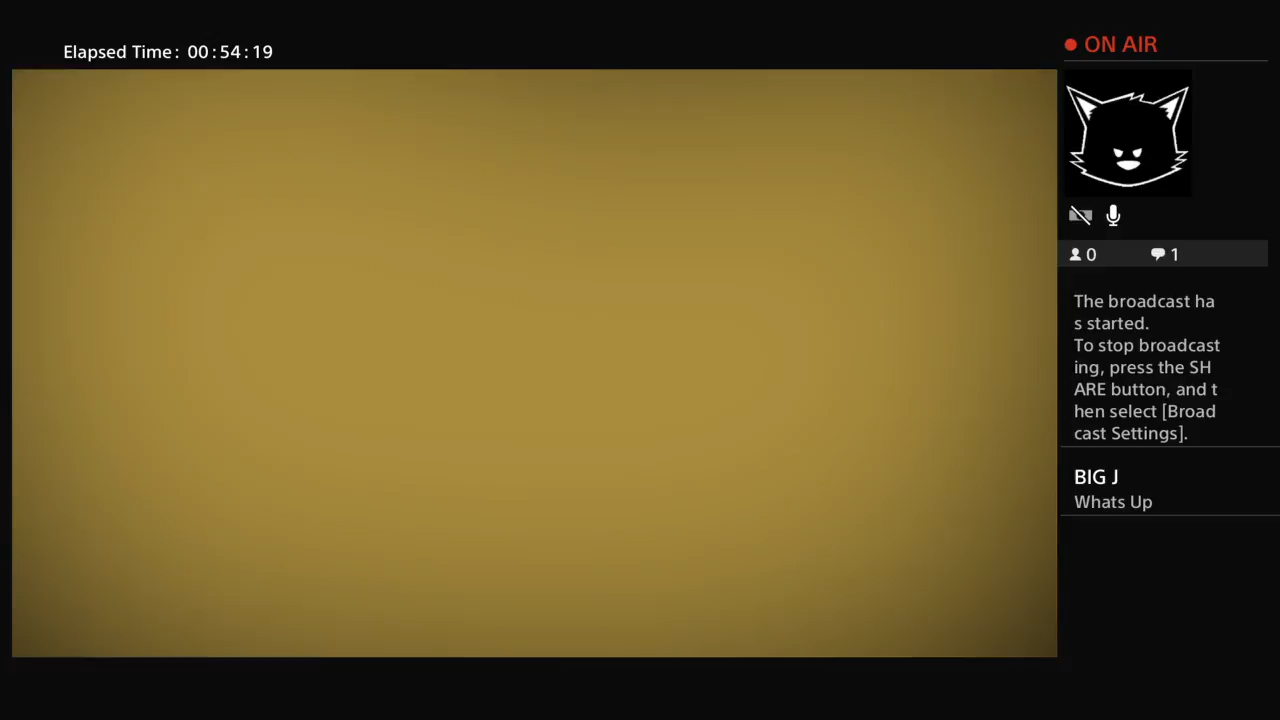 Elapsed Time: 00:54:19
ON AIR
0 1
The broadcast ha
s started.
To stop broadcast
ing, press the SH
ARE button, and t
hen select [Broad
cast Settings].
BIG J
Whats Up